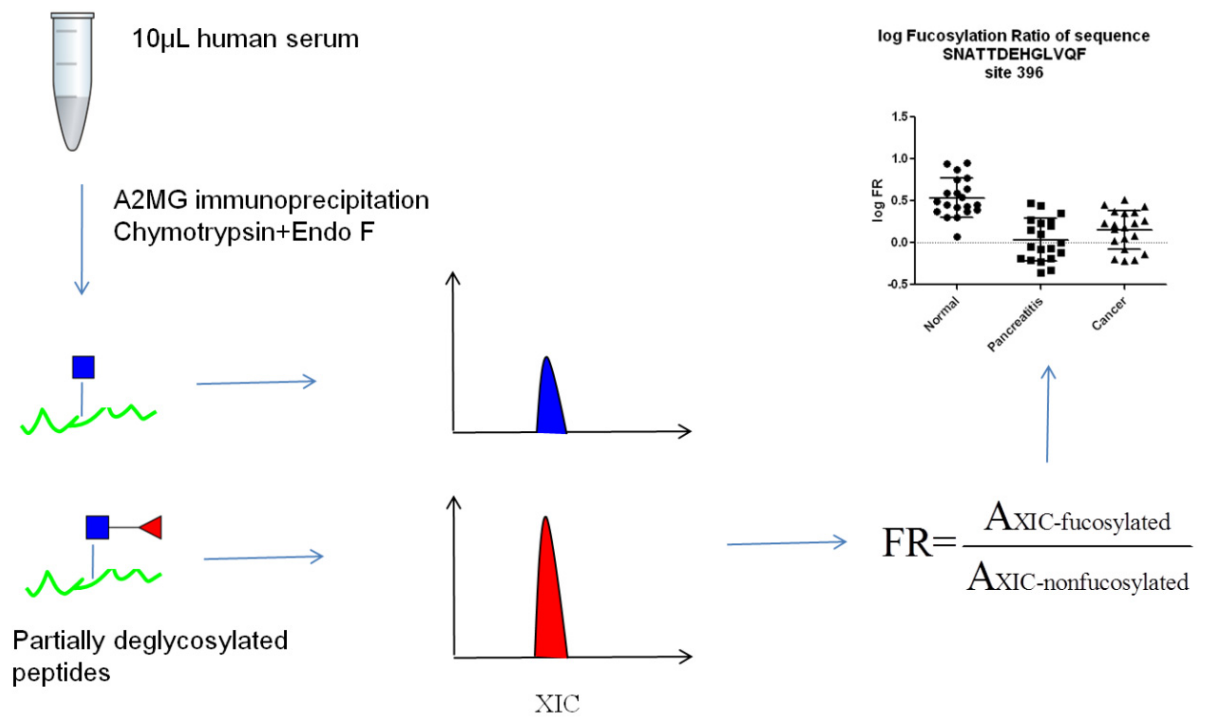 10µL human serum
A2MG immunoprecipitation
Chymotrypsin+Endo F
Partially deglycosylated
peptides
XIC
FR=
AXIC-fucosylated
AXIC-nonfucosylated
log Fucosylation Ratio of sequence
SNATTDEHGLVQF
site 396
log FR
1.5
1.0
0.5
0.0
-0.5
Normal
Pancreatitis
Cancer